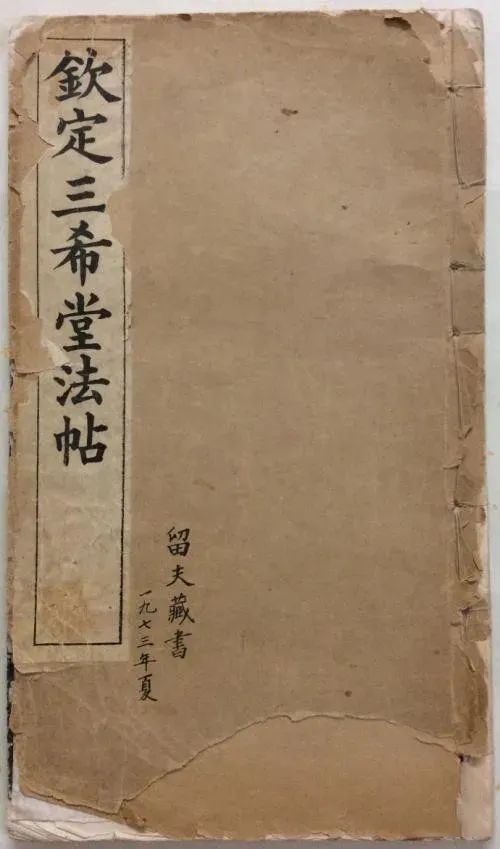 欽定三希堂法帖
留夫藏書
一九七三年夏